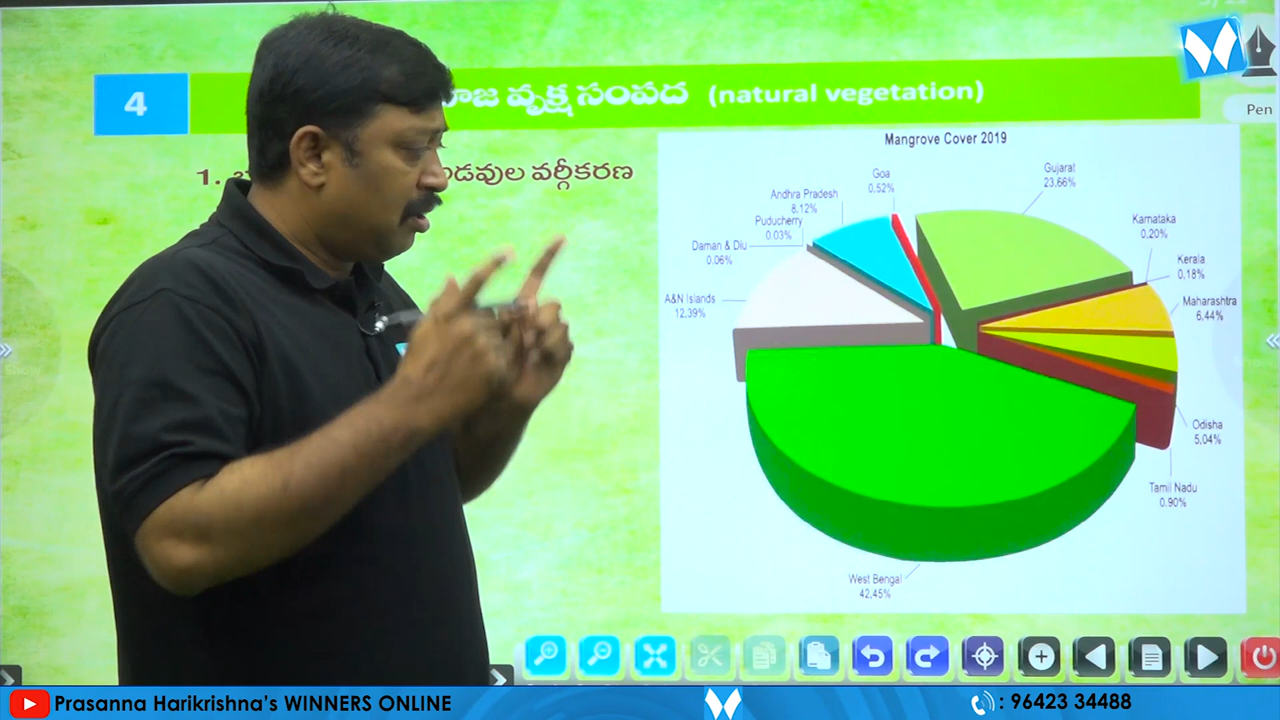 4
వృక్ష సంపద (natural vegetation)
Pen
1.
వర్గీకరణ
Mangrove Cover 2019
Goa
0.52%
Gujarat
23.66%
Andhra Pradesh
8.12%
Puducherry
0.03%
Daman & Diu
0.06%
A&N Islands
12.39%
Karnataka
0.20%
Kerala
0.18%
Maharashtra
6.44%
Odisha
5.04%
Tamil Nadu
0.90%
West Bengal
42.45%
Prasanna Harikrishna's WINNERS ONLINE
: 96423 34488